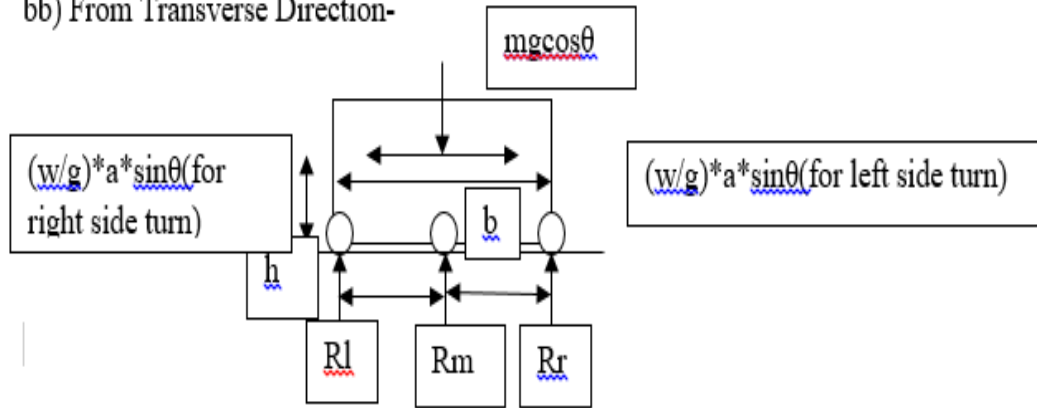 bb) From Transverse Direction-
mgcosθ
(w/g)*a*sinθ(for
right side turn)
(w/g)*a*sinθ(for left side turn)
b
h
Rl
Rm
Rr